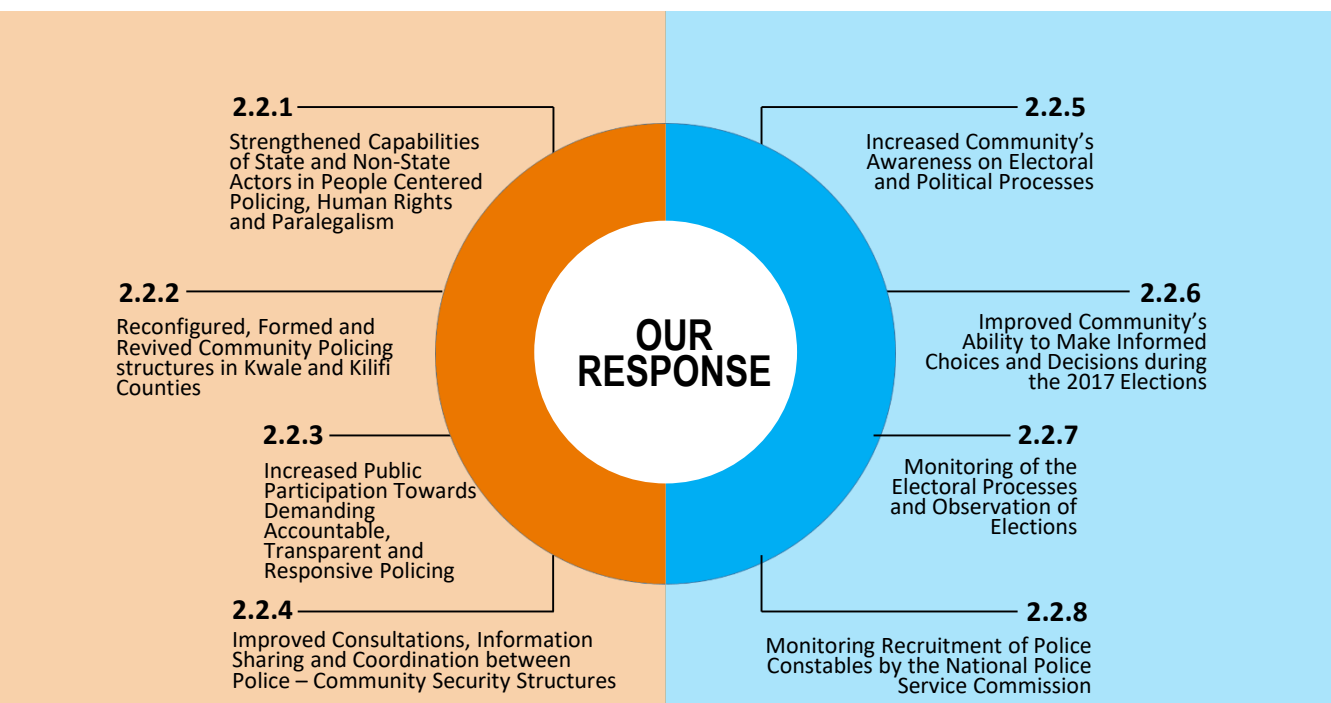 2.2.1
Strengthened Capabilities
of State and Non-State
Actors in People Centered
Policing, Human Rights
and Paralegalism
2.2.2
Reconfigured, Formed and
Revived Community Policing
structures in Kwale and Kilifi
Counties
2.2.3
Increased Public
Participation Towards
Demanding
Accountable,
Transparent and
Responsive Policing
2.2.4
Improved Consultations, Information
Sharing and Coordination between
Police – Community Security Structures
OUR
RESPONSE
2.2.5
Increased Community’s
Awareness on Electoral
and Political Processes
2.2.6
Improved Community’s
Ability to Make Informed
Choices and Decisions during
the 2017 Elections
2.2.7
Monitoring of the
Electoral Processes
and Observation of
Elections
2.2.8
Monitoring Recruitment of Police
Constables by the National Police
Service Commission